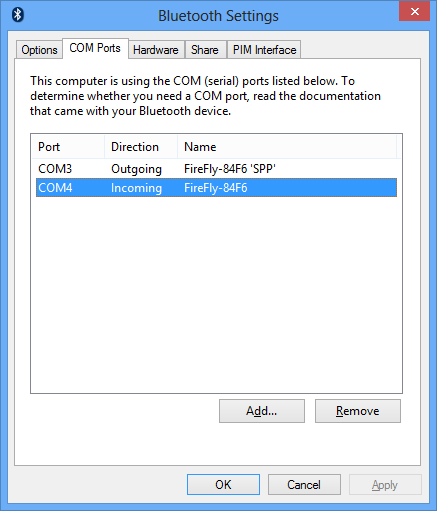 Bluetooth Settings
Options COM Ports Hardware Share PIM Interface
This computer is using the COM (serial) ports listed below. To
determine whether you need a COM port, read the documentation
that came with your Bluetooth device.
Port Direction Name
COM3 Outgoing FireFly-84F6 'SPP'
COM4 Incoming FireFly-84F6
Add... Remove
OK Cancel Apply